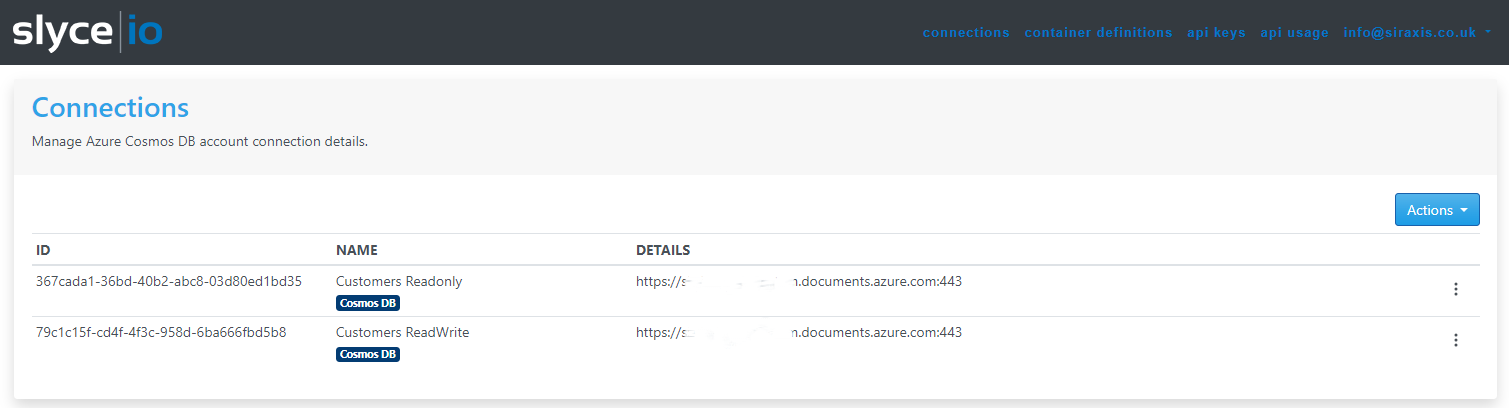 slyce|io
connections container definitions api keys api usage info@siraxis.co.uk
Connections
Manage Azure Cosmos DB account connection details.
Actions
ID NAME DETAILS
367cada1-36bd-40b2-abc8-03d80ed1bd35 Customers Readonly https://s .documents.azure.com:443
Cosmos DB
79c1c15f-cd4f-4f3c-958d-6ba666fbd5b8 Customers ReadWrite https://s .documents.azure.com:443
Cosmos DB